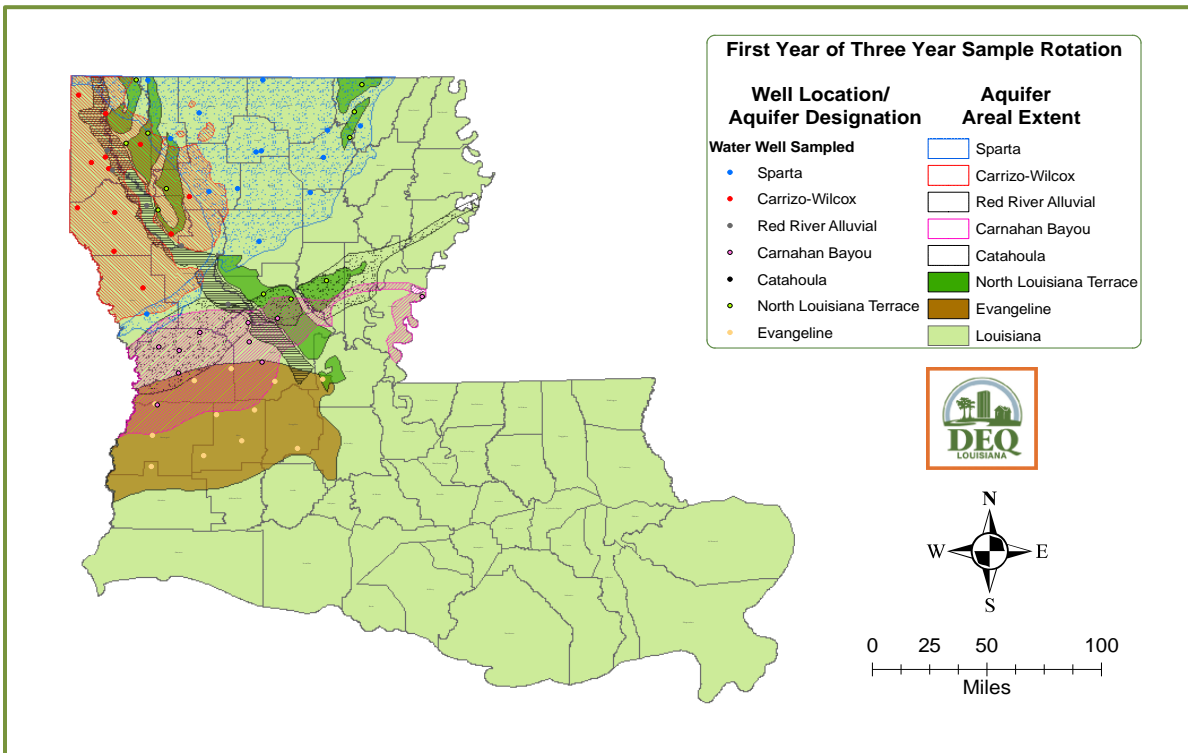 First Year of Three Year Sample Rotation
Well Location/
Aquifer Designation
Water Well Sampled
Sparta
Carrizo-Wilcox
Red River Alluvial
Carnahan Bayou
Catahoula
North Louisiana Terrace
Evangeline
Aquifer
Areal Extent
Sparta
Carrizo-Wilcox
Red River Alluvial
Carnahan Bayou
Catahoula
North Louisiana Terrace
Evangeline
Louisiana
DEQ
LOUISIANA
N
W E
S
0 25 50 100
Miles